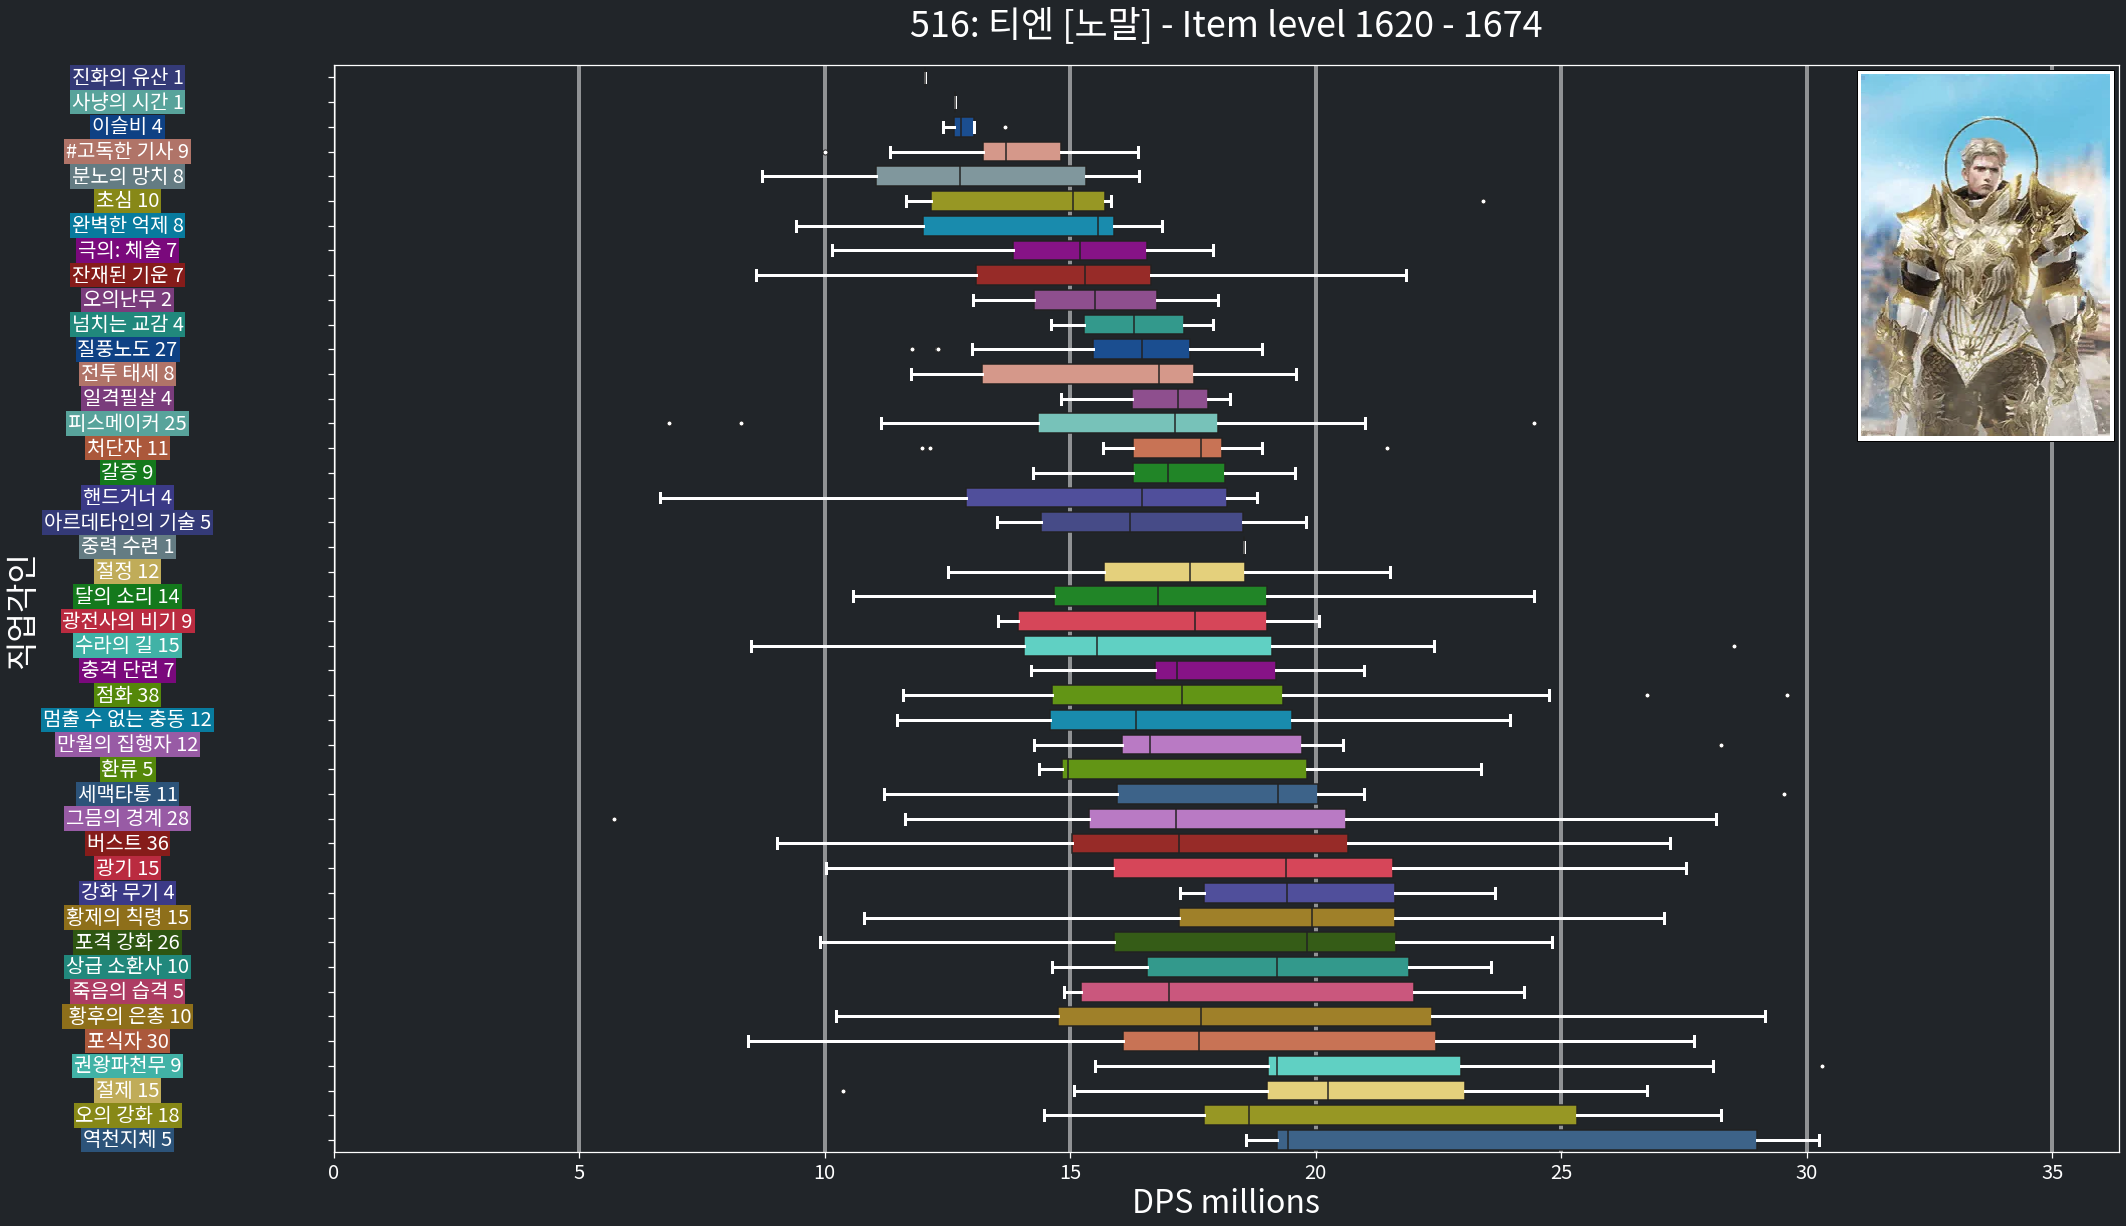 516: 티엔 [노말] - Item level 1620 - 1674
진화의 유산 1
사냥의 시간 1
이슬비 4
#고독한 기사 9
분노의 망치 8
초심 10
완벽한 억제 8
극의: 체술 7
잔재된 기운 7
오의난무 2
넘치는 교감 4
질풍노도 27
전투 태세 8
일격필살 4
피스메이커 25
처단자 11
갈증 9
핸드거너 4
아르데타인의 기술 5
중력 수련 1
절정 12
달의 소리 14
광전사의 비기 9
수라의 길 15
충격 단련 7
점화 38
멈출 수 없는 충동 12
만월의 집행자 12
환류 5
세맥타통 11
그믐의 경계 28
버스트 36
광기 15
강화 무기 4
황제의 칙령 15
포격 강화 26
상급 소환사 10
죽음의 습격 5
황후의 은총 10
포식자 30
권왕파천무 9
절제 15
오의 강화 18
역천지체 5
직업각인
0 5 10 15 20 25 30 35
DPS millions